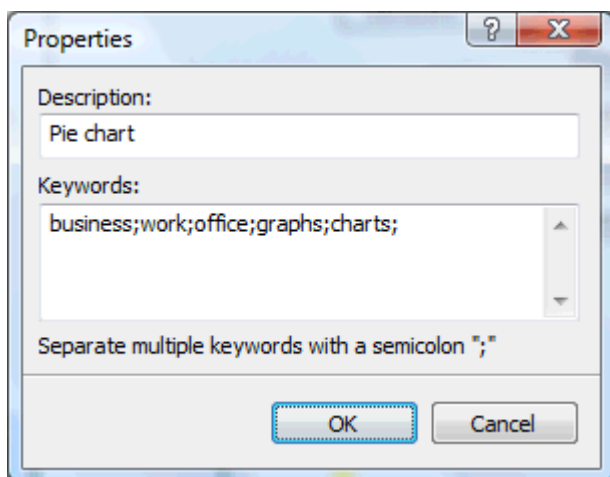 Properties
?
Description:
Pie chart
Keywords:
business;work;office;graphs;charts;
Separate multiple keywords with a semicolon ";"
OK Cancel